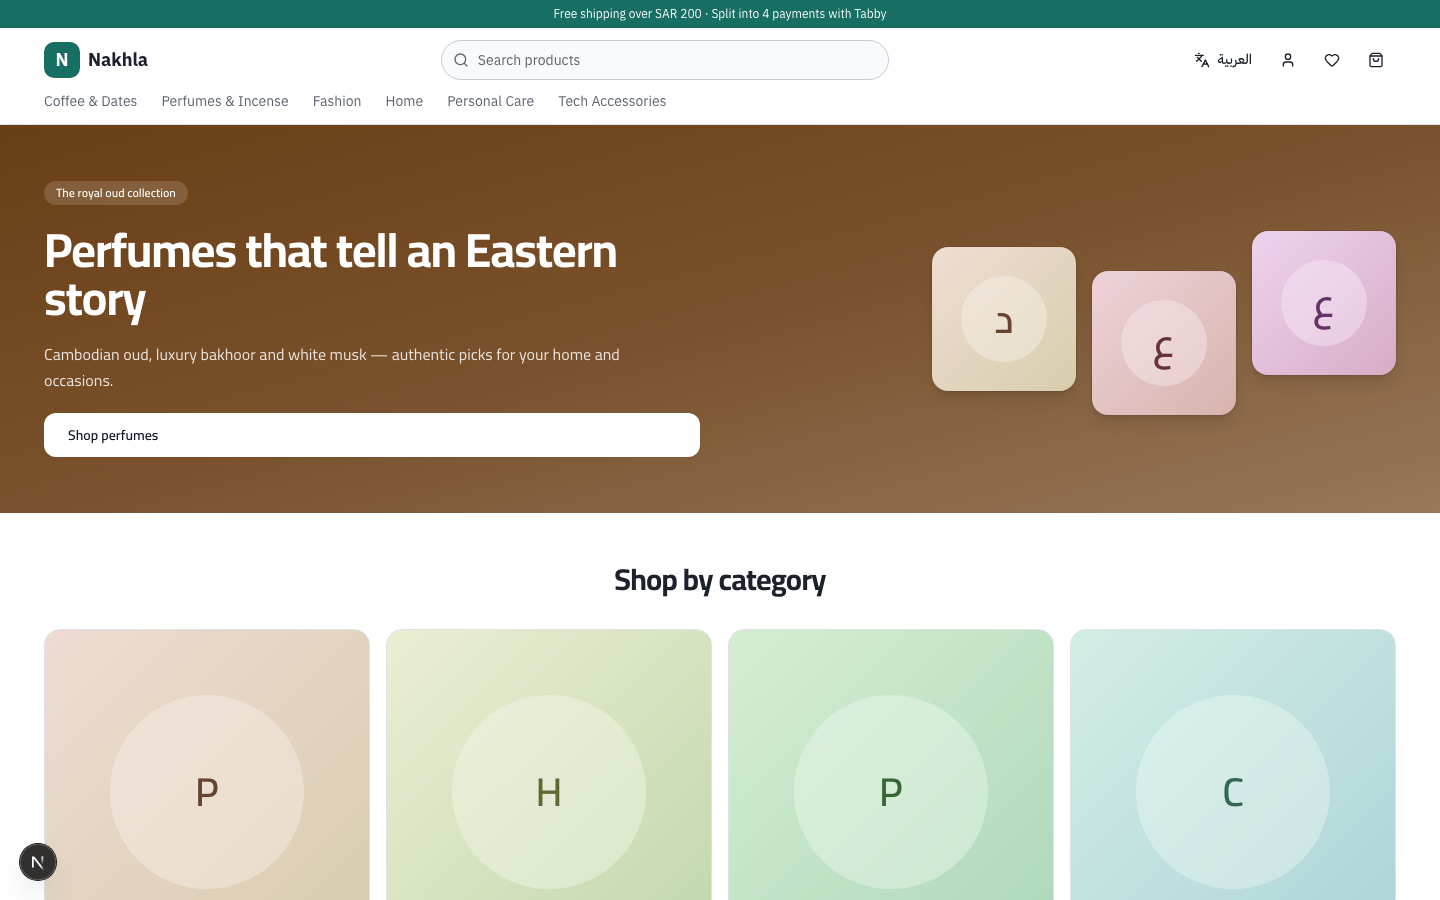 Free shipping over SAR 200 · Split into 4 payments with Tabby
N Nakhla
Search products
العربية
Coffee & Dates Perfumes & Incense Fashion Home Personal Care Tech Accessories
The royal oud collection
Perfumes that tell an Eastern
story
Cambodian oud, luxury bakhoor and white musk — authentic picks for your home and
occasions.
Shop perfumes
د
ع
ع
Shop by category
P
H
P
C
N